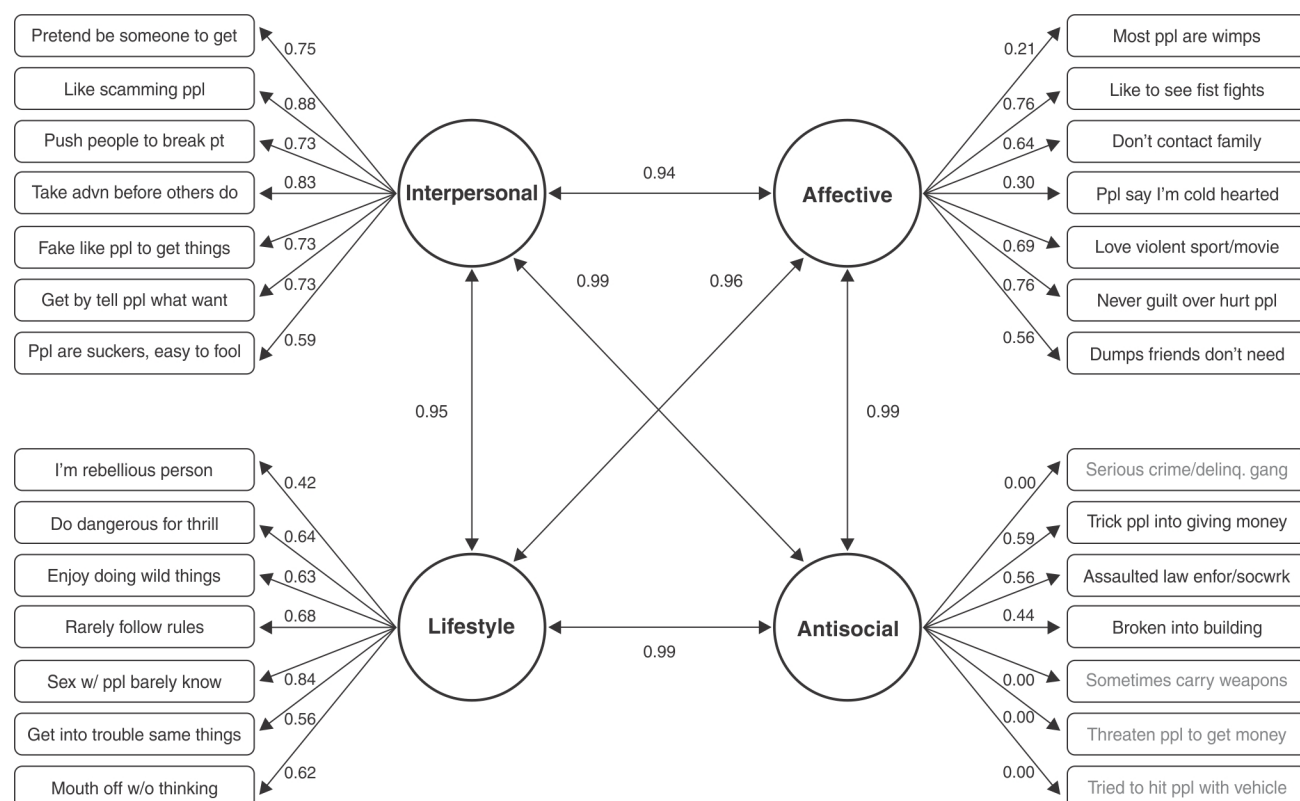 Pretend be someone to get
Like scamming ppl
Push people to break pt
Take advn before others do
Fake like ppl to get things
Get by tell ppl what want
Ppl are suckers, easy to fool
0.75
0.88
0.73
0.83
0.73
0.73
0.59
Interpersonal
0.94
Affective
0.21
0.76
0.64
0.30
0.69
0.76
0.56
Most ppl are wimps
Like to see fist fights
Don’t contact family
Ppl say I’m cold hearted
Love violent sport/movie
Never guilt over hurt ppl
Dumps friends don’t need
0.99
0.96
0.95
0.99
I’m rebellious person
Do dangerous for thrill
Enjoy doing wild things
Rarely follow rules
Sex w/ ppl barely know
Get into trouble same things
Mouth off w/o thinking
0.42
0.64
0.63
0.68
0.84
0.56
0.62
Lifestyle
0.99
Antisocial
0.00
0.59
0.56
0.44
0.00
0.00
0.00
Serious crime/delinq. gang
Trick ppl into giving money
Assaulted law enfor/socwrk
Broken into building
Sometimes carry weapons
Threaten ppl to get money
Tried to hit ppl with vehicle